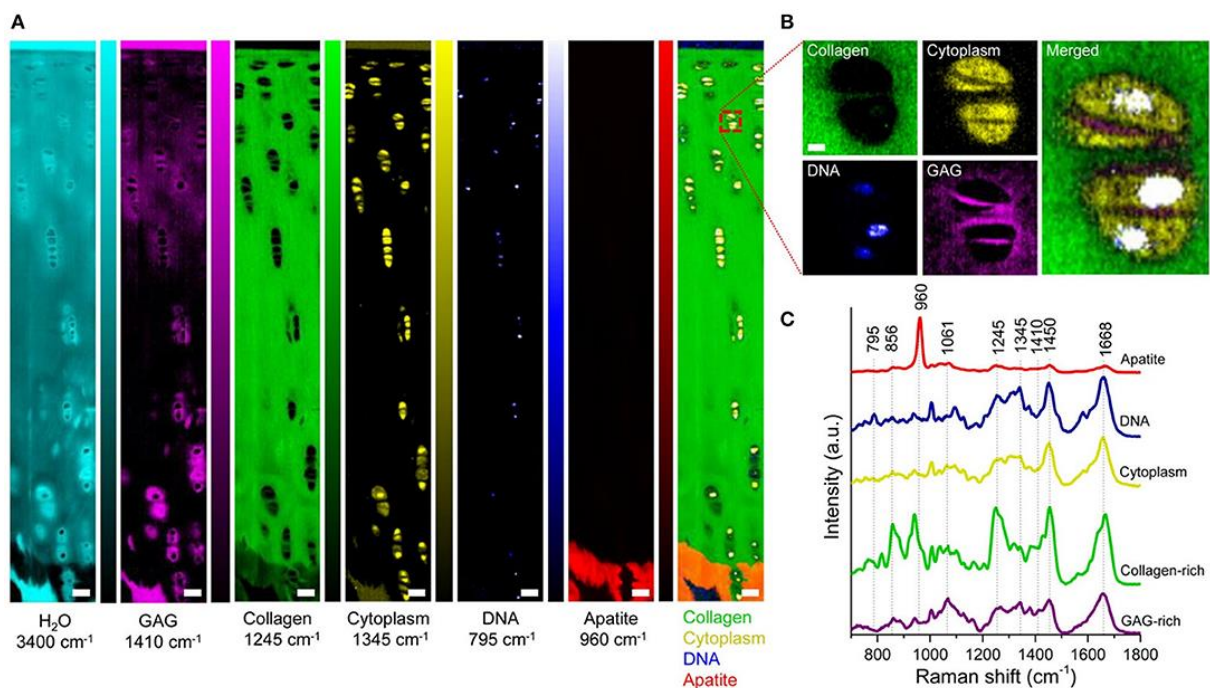 A
H₂O
3400 cm⁻¹
GAG
1410 cm⁻¹
Collagen
1245 cm⁻¹
Cytoplasm
1345 cm⁻¹
DNA
795 cm⁻¹
Apatite
960 cm⁻¹
Collagen
Cytoplasm
DNA
Apatite
B
Collagen
Cytoplasm
Merged
DNA
GAG
C
795
856
960
1061
1245
1345
1410
1450
1668
Apatite
DNA
Cytoplasm
Collagen-rich
GAG-rich
Intensity (a.u.)
800 1000 1200 1400 1600 1800
Raman shift (cm⁻¹)